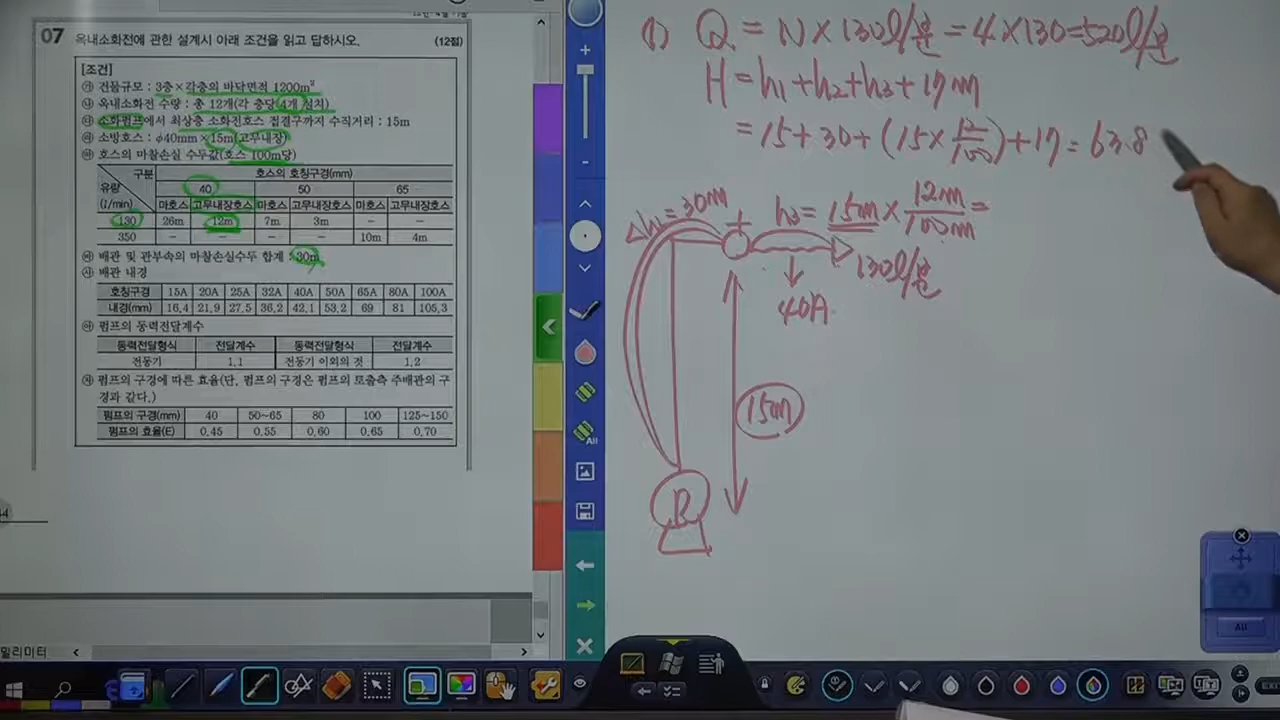 07 옥내소화전에 관한 설계시 아래 조건을 읽고 답하시오. (12점)
[조건]
㉮ 건물규모 : 3층×각층의 바닥면적 1200m²
㉯ 옥내소화전 수량 : 총 12개(각 층당 4개 설치)
㉰ 소화펌프에서 최상층 소화전호스 접결구까지 수직거리 : 15m
㉱ 소방호스 : φ40mm×15m(고무내장)
㉲ 호스의 마찰손실 수두값(호스 100m당)
구분 호스의 호칭구경(mm)
유량 (l/min) 40 50 65
마호스 고무내장호스 마호스 고무내장호스 마호스 고무내장호스
130 26m 12m 7m 3m － －
350 － － － － 10m 4m
㉳ 배관 및 관부속의 마찰손실수두 합계 : 30m
㉴ 배관 내경
호칭구경 15A 20A 25A 32A 40A 50A 65A 80A 100A
내경(mm) 16.4 21.9 27.5 36.2 42.1 53.2 69 81 105.3
㉵ 펌프의 동력전달계수
동력전달형식 전달계수 동력전달형식 전달계수
전동기 1.1 전동기 이외의 것 1.2
㉶ 펌프의 구경에 따른 효율(단, 펌프의 구경은 펌프의 토출측 주배관의 구
경과 같다.)
펌프의 구경(mm) 40 50~65 80 100 125~150
펌프의 효율(E) 0.45 0.55 0.60 0.65 0.70
밀리미터
(1) Q = N × 130l/분 = 4 × 130 = 520l/분
H = h1 + h2 + h3 + 17m
= 15 + 30 + (15 × 12/100) + 17 = 63.8
h2 = 30m
h3 = 15m × 12m/100m =
130l/분
40A
15m
P
All
All